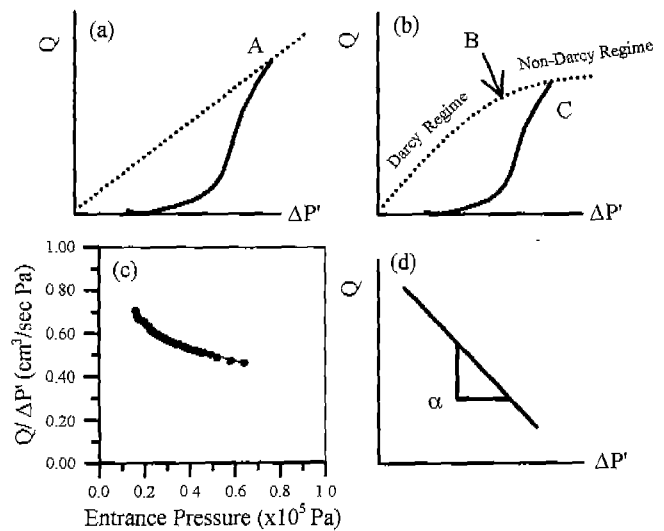 (a)
Q
A
ΔP'
(b)
Q
B
Non-Darcy Regime
Darcy Regime
C
ΔP'
(c)
Q/ΔP' (cm³/sec Pa)
1.00
0.80
0.60
0.40
0.20
0.00
0.0 0.2 0.4 0.6 0.8 1 0
Entrance Pressure (x10⁵ Pa)
(d)
Q
α
ΔP'